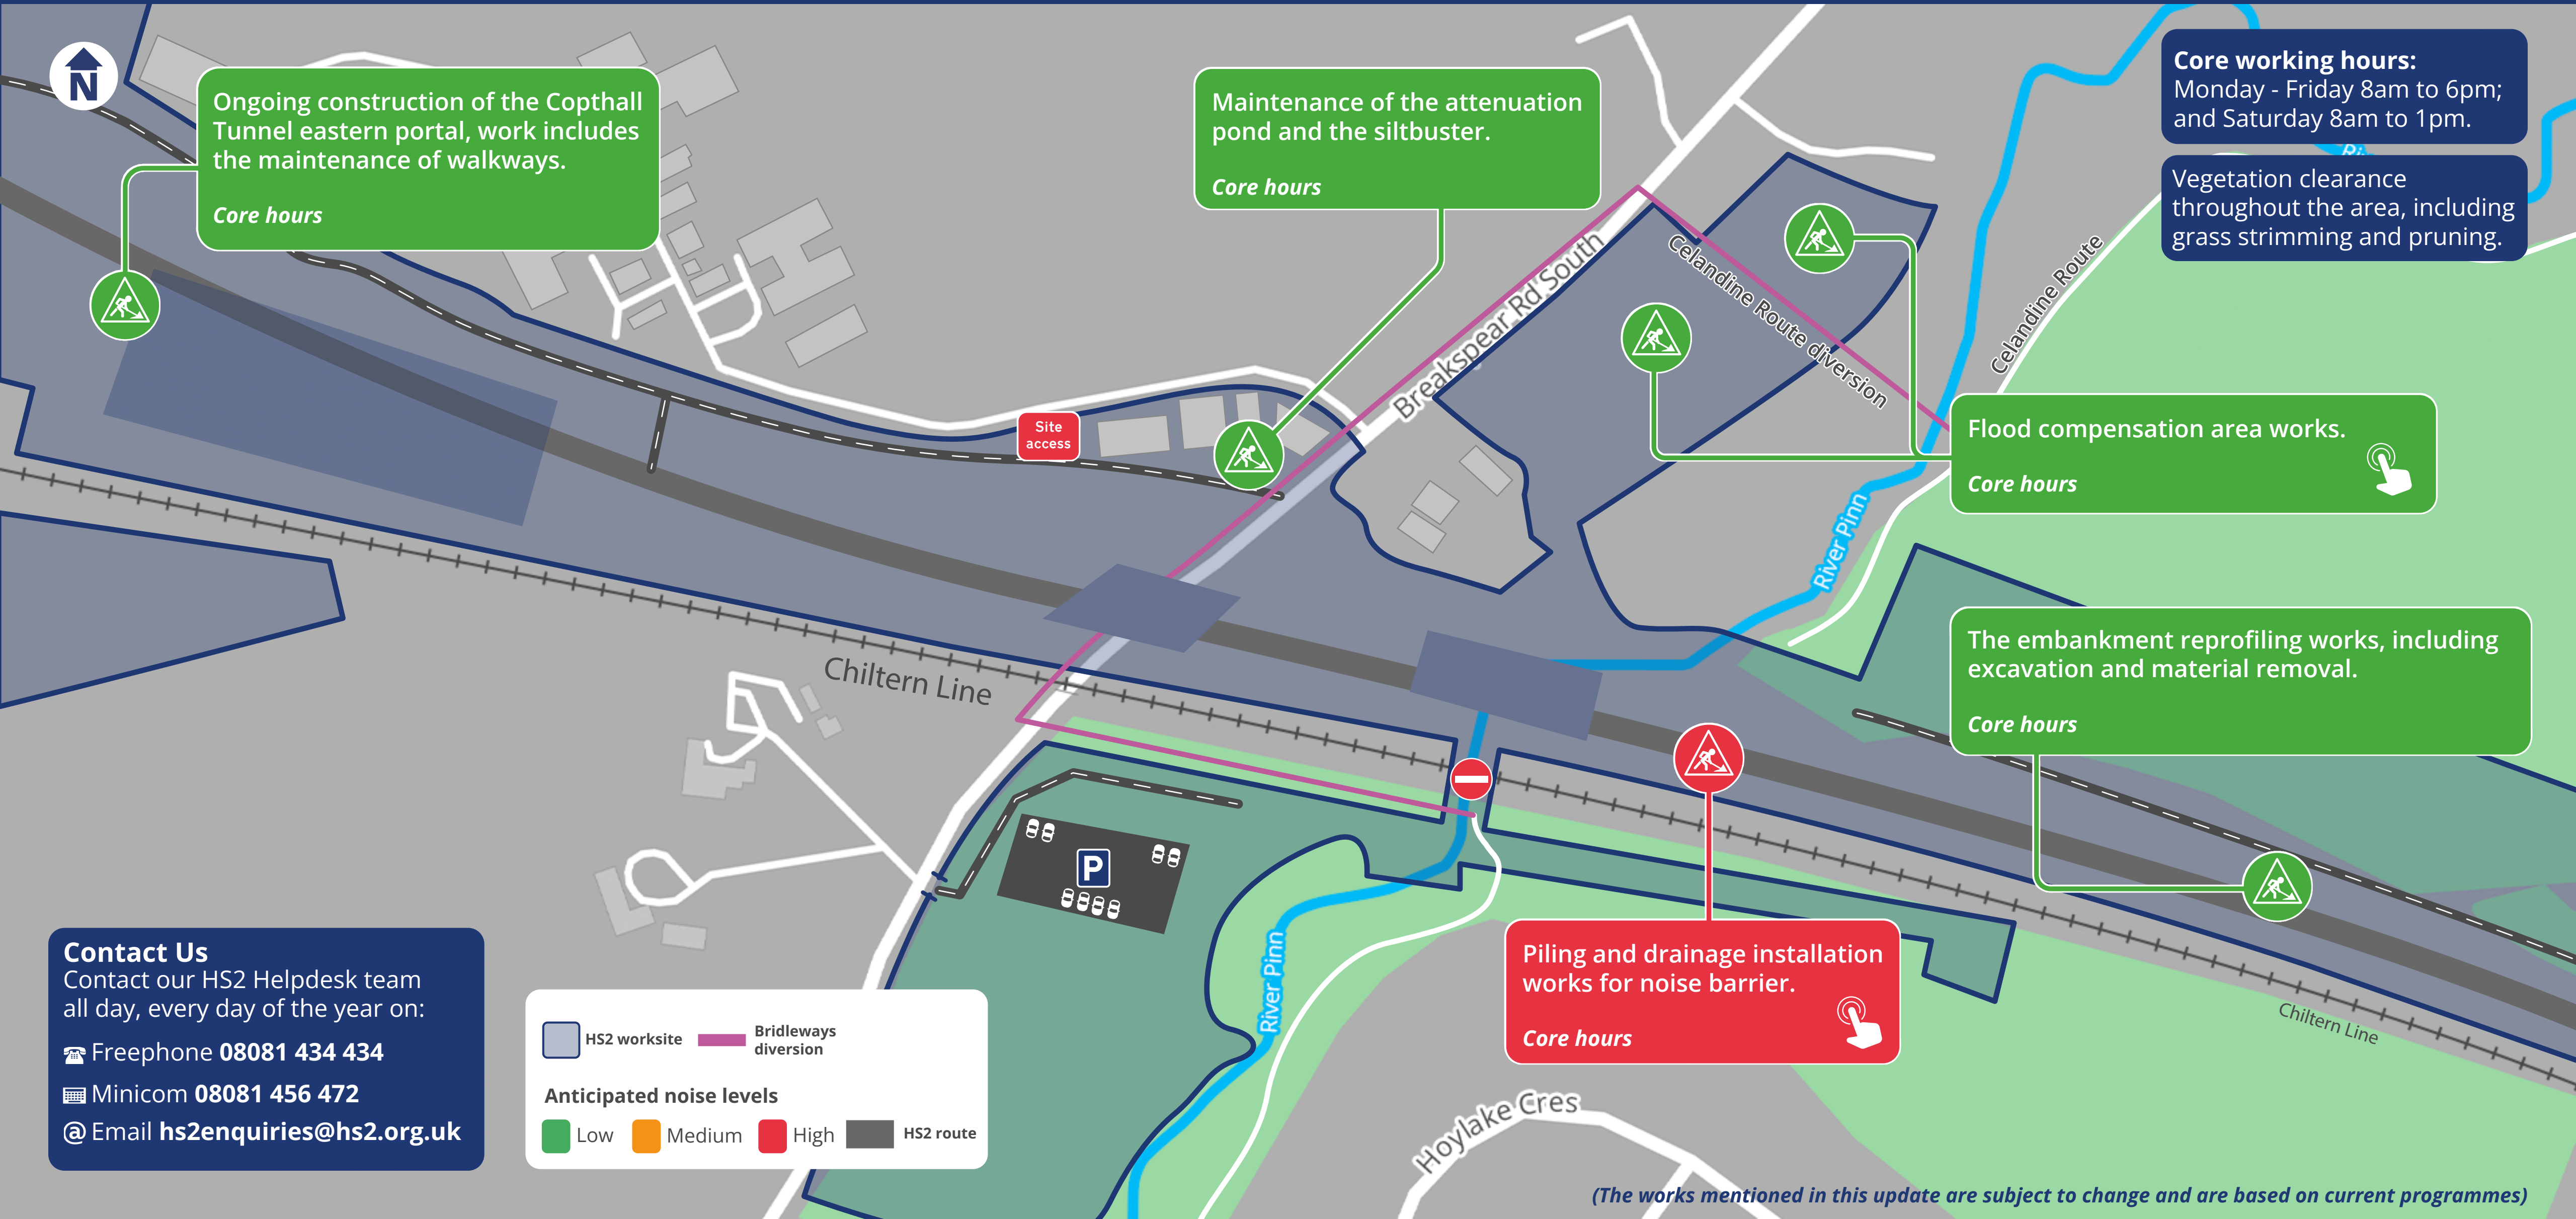 N
Ongoing construction of the Copthall
Tunnel eastern portal, work includes
the maintenance of walkways.
Core hours
Maintenance of the attenuation
pond and the siltbuster.
Core hours
Core working hours:
Monday - Friday 8am to 6pm;
and Saturday 8am to 1pm.
Vegetation clearance
throughout the area, including
grass strimming and pruning.
Breakspear Rd South
Celandine Route diversion
Celandine Route
Site
access
Flood compensation area works.
Core hours
River Pinn
Chiltern Line
The embankment reprofiling works, including
excavation and material removal.
Core hours
P
River Pinn
Piling and drainage installation
works for noise barrier.
Core hours
Chiltern Line
Hoylake Cres
Contact Us
Contact our HS2 Helpdesk team
all day, every day of the year on:
Freephone 08081 434 434
Minicom 08081 456 472
@ Email hs2enquiries@hs2.org.uk
HS2 worksite
Bridleways
diversion
Anticipated noise levels
Low
Medium
High
HS2 route
(The works mentioned in this update are subject to change and are based on current programmes)